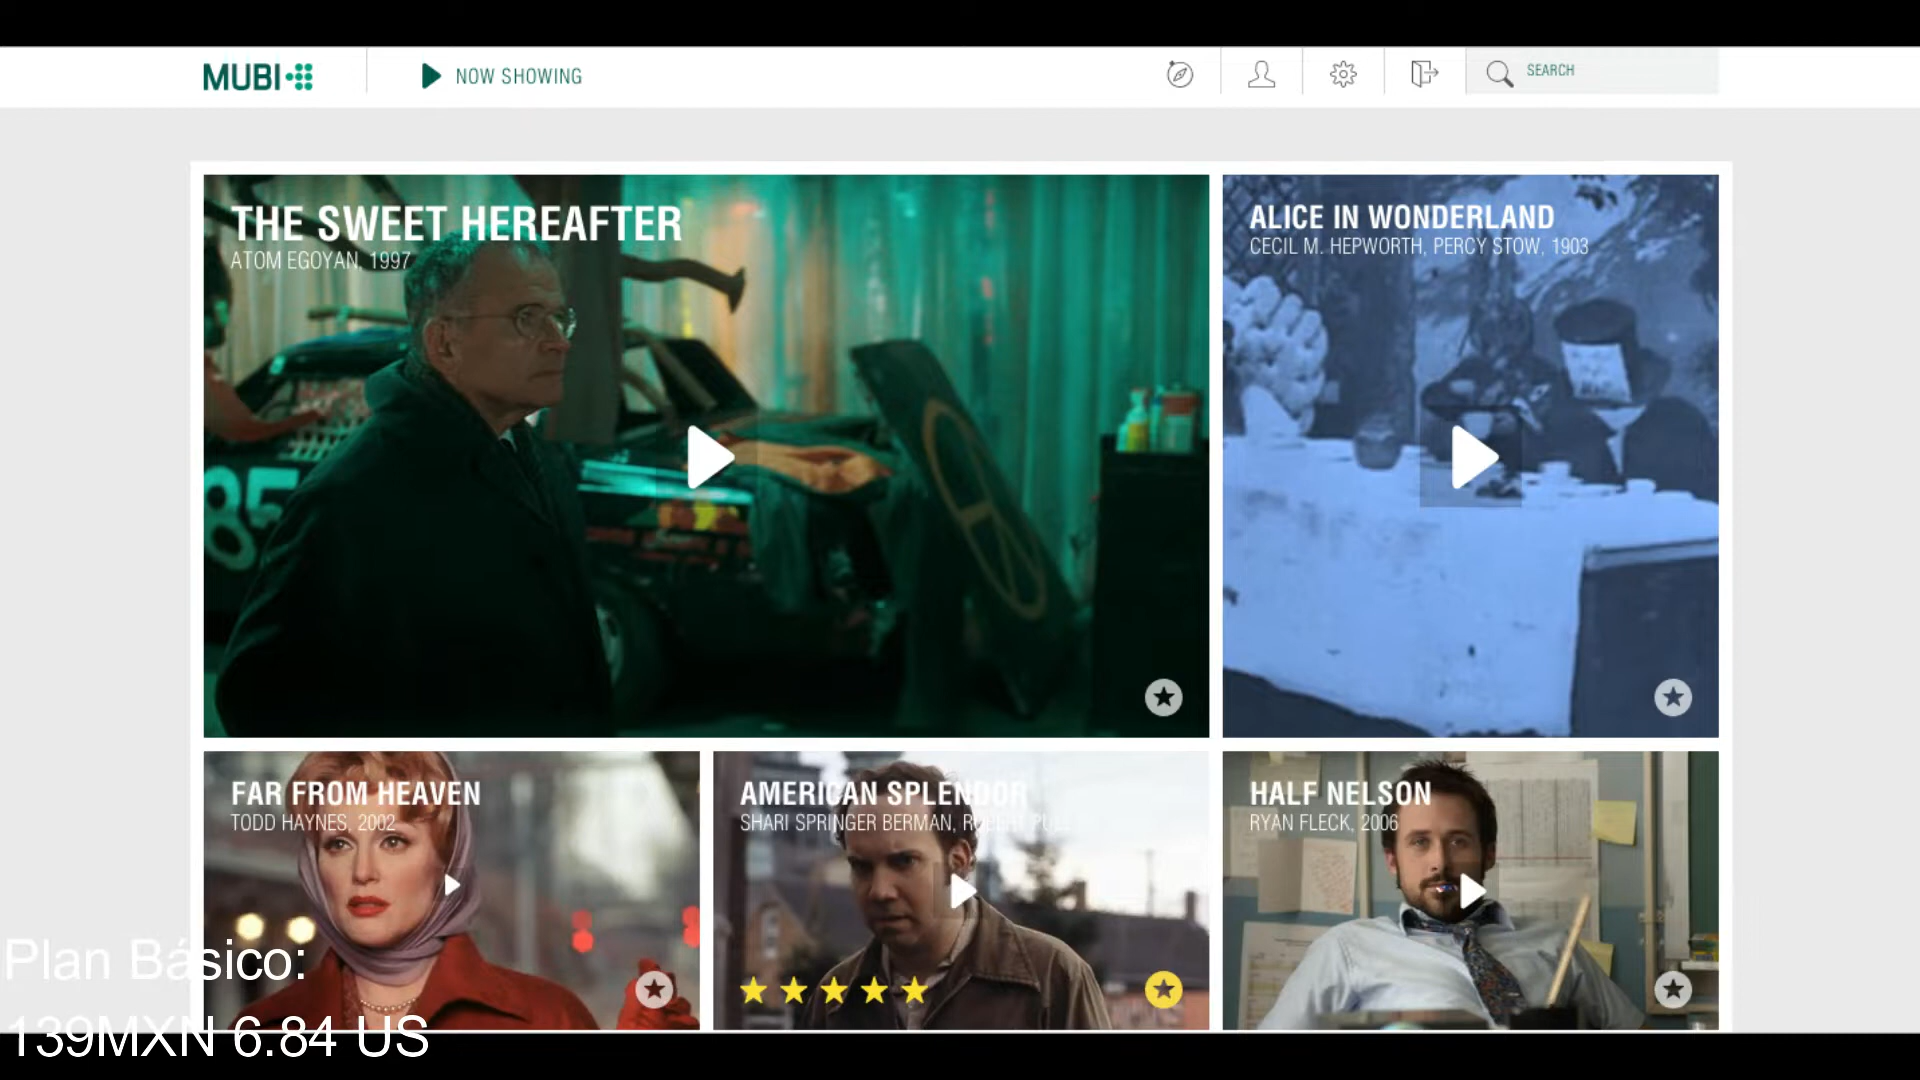 MUBI
NOW SHOWING
SEARCH
THE SWEET HEREAFTER
ATOM EGOYAN, 1997
ALICE IN WONDERLAND
CECIL M. HEPWORTH, PERCY STOW, 1903
85
FAR FROM HEAVEN
TODD HAYNES, 2002
AMERICAN SPLENDOR
SHARI SPRINGER BERMAN, ROBERT
HALF NELSON
RYAN FLECK, 2006
Plan Básico:
139MXN 6.84 US